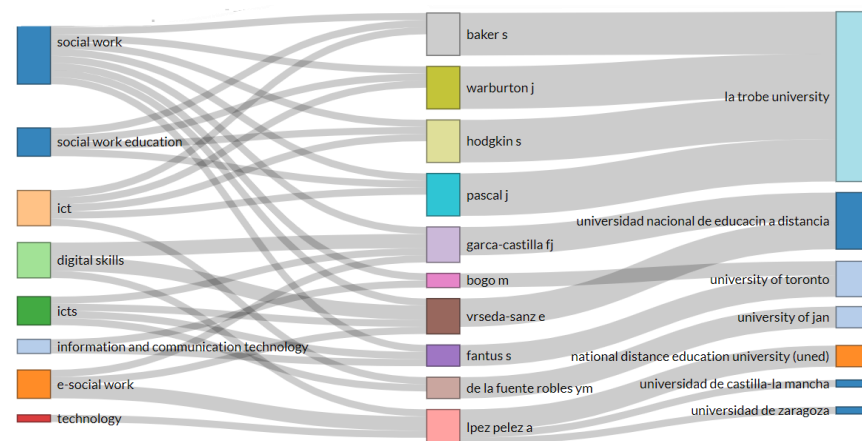 social work
social work education
ict
digital skills
icts
information and communication technology
e-social work
technology
baker s
warburton j
hodgkin s
pascal j
garca-castilla fj
bogo m
vrseda-sanz e
fantus s
de la fuente robles ym
lpez pelez a
la trobe university
universidad nacional de educacin a distancia
university of toronto
university of jan
national distance education university (uned)
universidad de castilla-la mancha
universidad de zaragoza